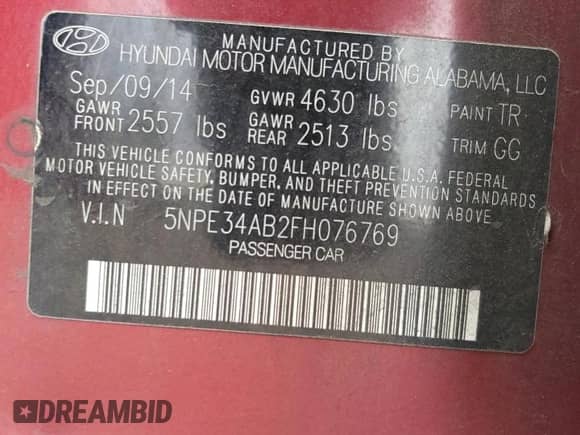 MANUFACTURED BY
HYUNDAI MOTOR MANUFACTURING ALABAMA, LLC
Sep/09/14 GVWR 4630 lbs PAINT TR
GAWR FRONT 2557 lbs GAWR REAR 2513 lbs TRIM GG
THIS VEHICLE CONFORMS TO ALL APPLICABLE U.S.A. FEDERAL
MOTOR VEHICLE SAFETY, BUMPER, AND THEFT PREVENTION STANDARDS
IN EFFECT ON THE DATE OF MANUFACTURE SHOWN ABOVE.
V.I.N 5NPE34AB2FH076769
PASSENGER CAR
DREAMBID